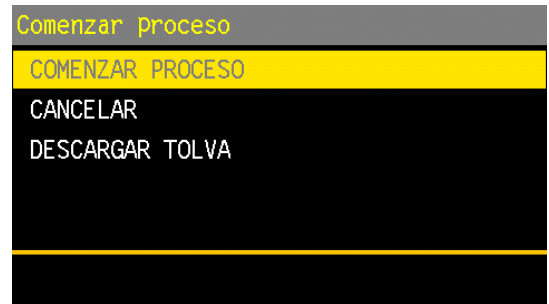 Comenzar proceso
COMENZAR PROCESO
CANCELAR
DESCARGAR TOLVA